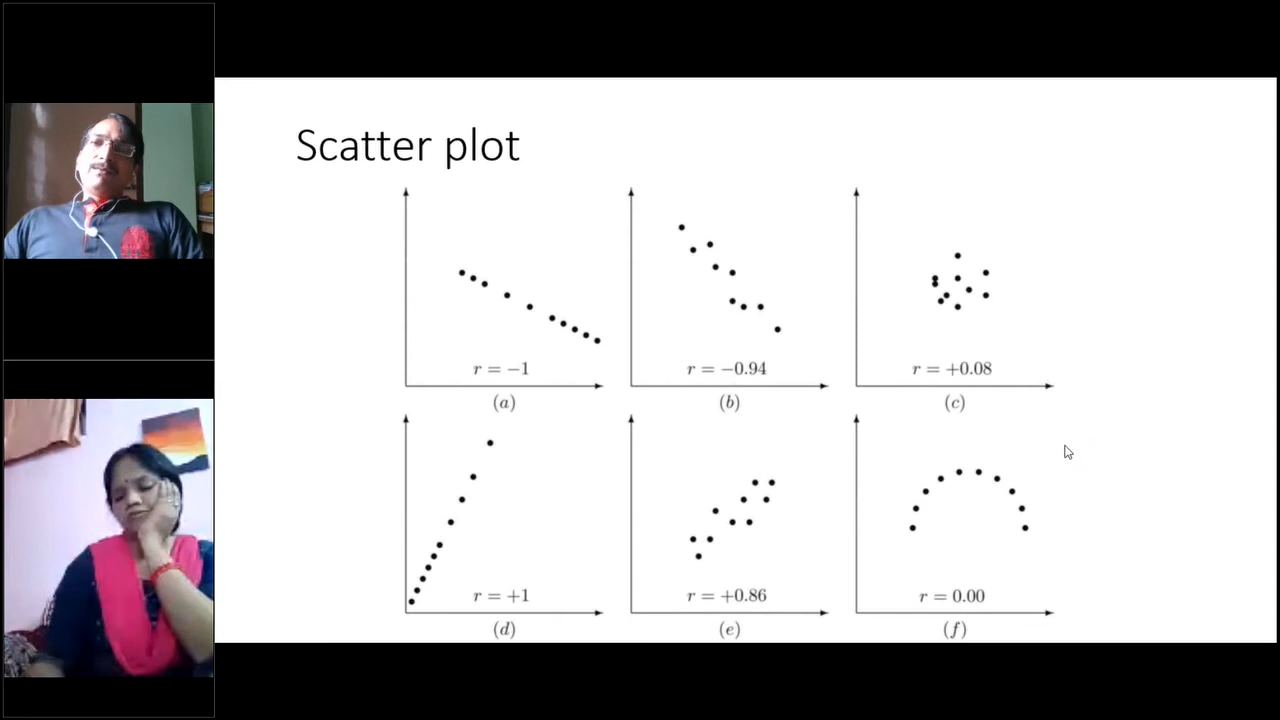 Scatter plot
r = −1
r = −0.94
r = +0.08
(a)
(b)
(c)
r = +1
r = +0.86
r = 0.00
(d)
(e)
(f)